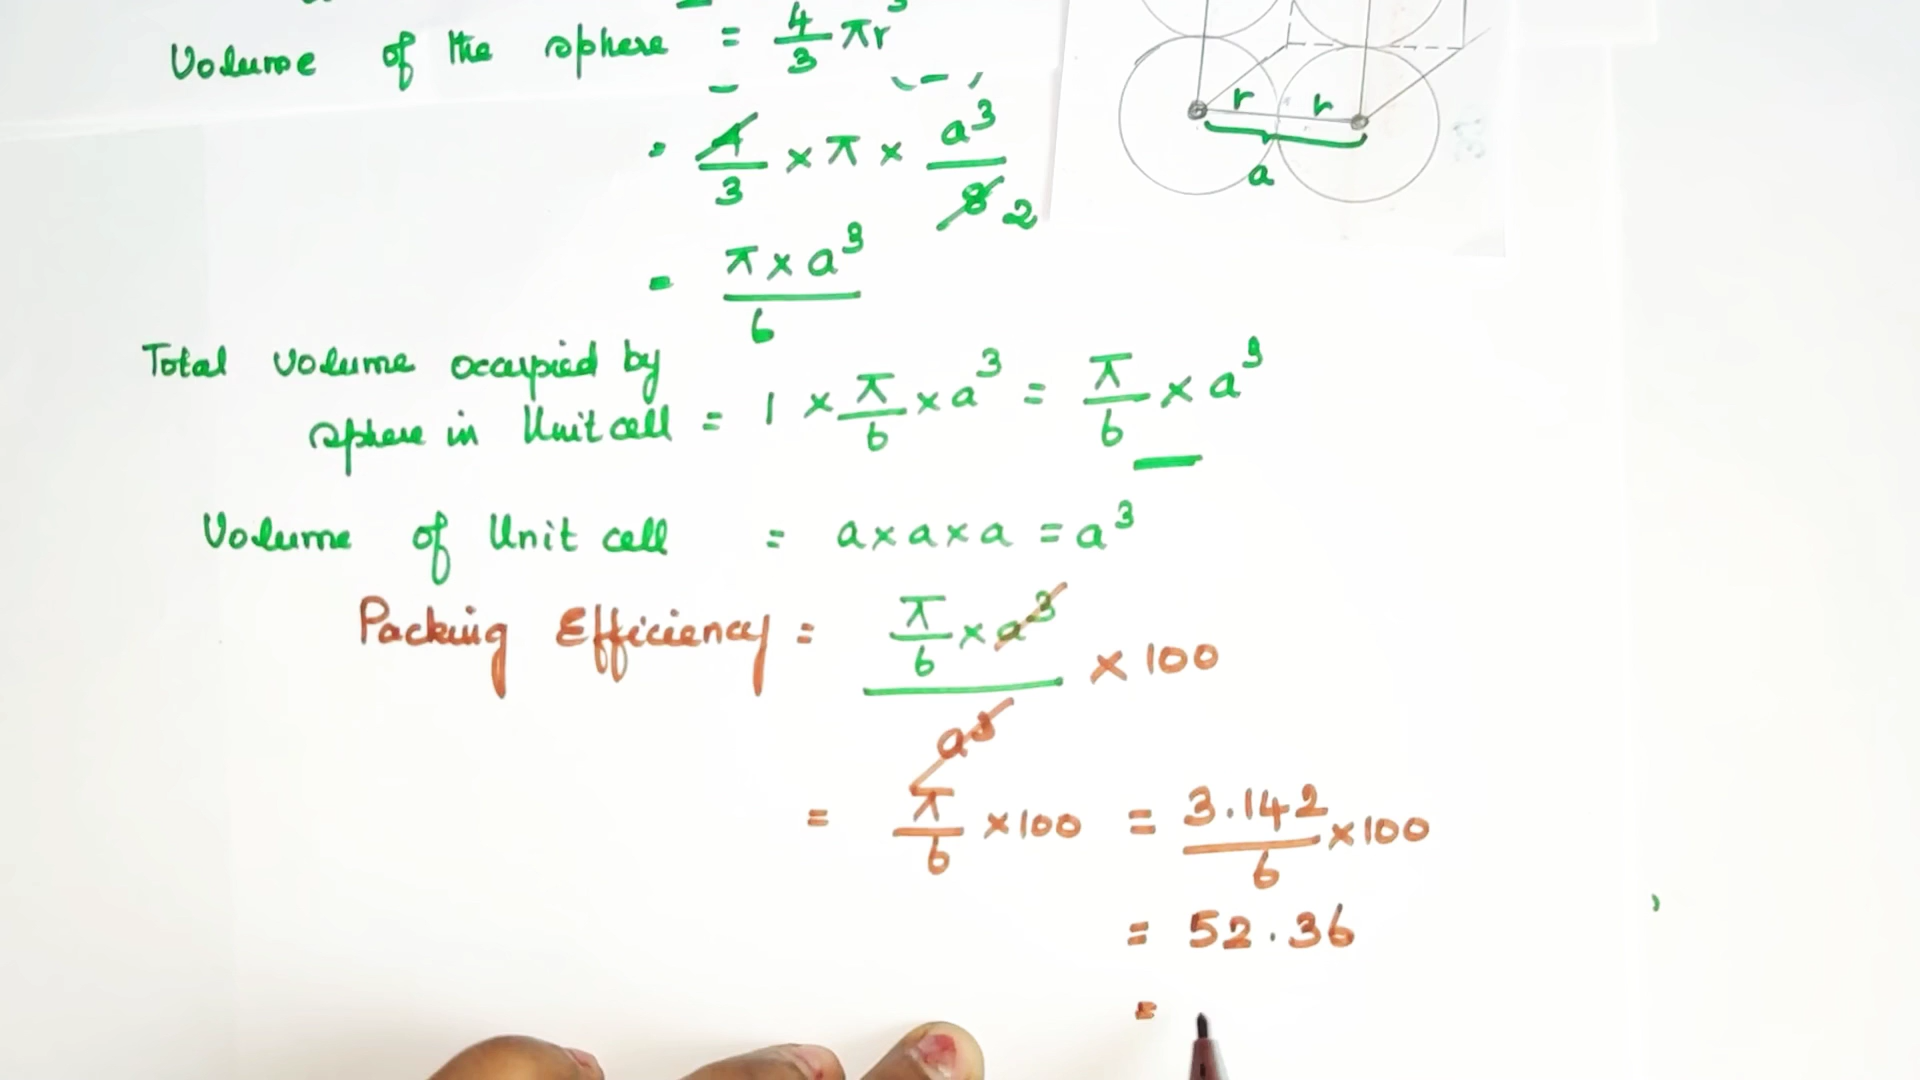 Volume of the sphere = 4/3 πr³
= 4/3 × π × a³/8 2
= π × a³/6
Total volume occupied by
sphere in Unit cell = 1 × π/6 × a³ = π/6 × a³
Volume of Unit cell = a × a × a = a³
Packing Efficiency = π/6 × a³/a³ × 100
= π/6 × 100 = 3.142/6 × 100
= 52.36
=
r r
a